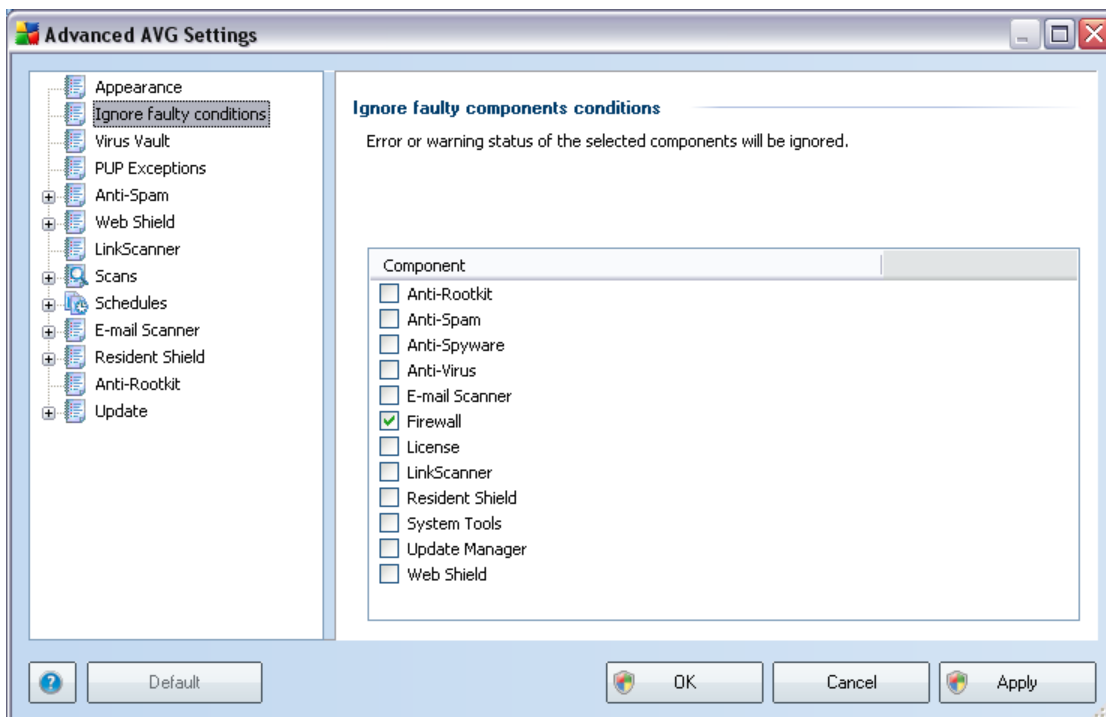 Advanced AVG Settings
Appearance
Ignore faulty conditions
Virus Vault
PUP Exceptions
Anti-Spam
Web Shield
LinkScanner
Scans
Schedules
E-mail Scanner
Resident Shield
Anti-Rootkit
Update
Ignore faulty components conditions
Error or warning status of the selected components will be ignored.
Component
Anti-Rootkit
Anti-Spam
Anti-Spyware
Anti-Virus
E-mail Scanner
Firewall
License
LinkScanner
Resident Shield
System Tools
Update Manager
Web Shield
?
Default
OK
Cancel
Apply